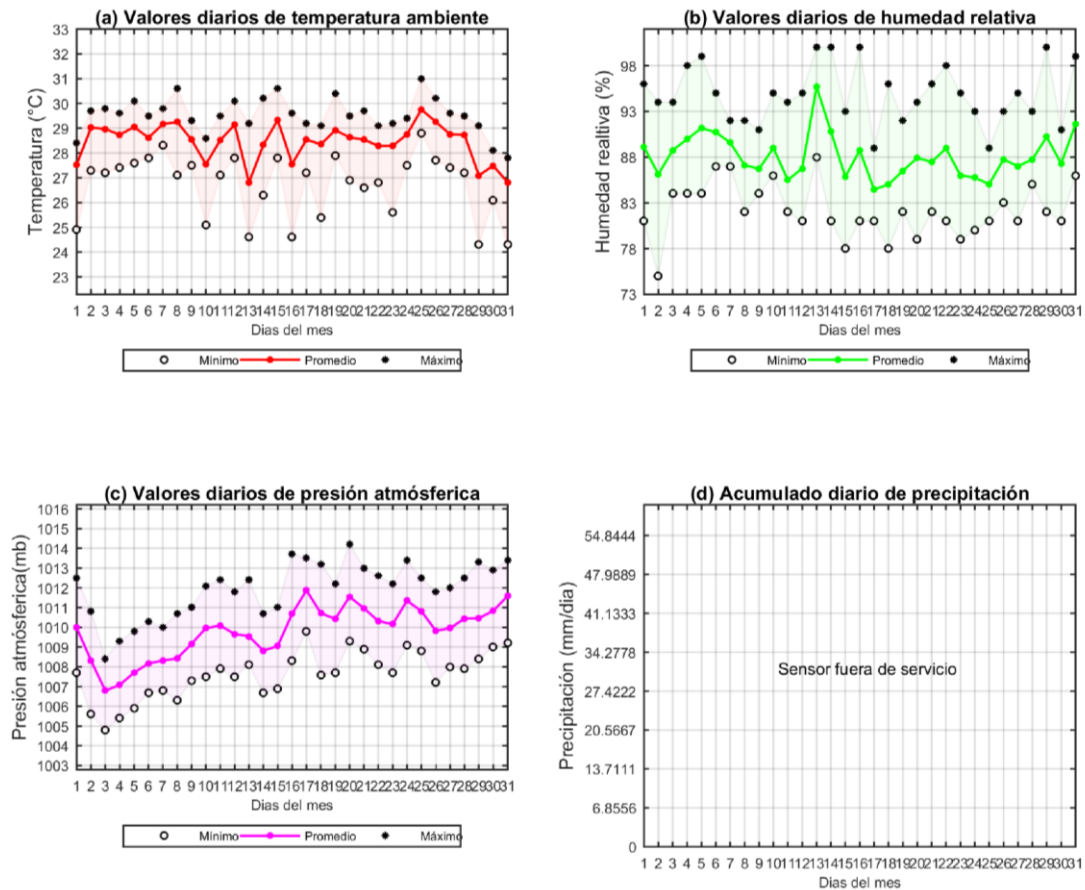 (a) Valores diarios de temperatura ambiente
33
32
31
30
29
28
27
26
25
24
23
Temperatura (°C)
1 2 3 4 5 6 7 8 9 10 11 12 13 14 15 16 17 18 19 20 21 22 23 24 25 26 27 28 29 30 31
Dias del mes
Mínimo Promedio Máximo
(b) Valores diarios de humedad relativa
98
93
88
83
78
73
Humedad realtiva (%)
1 2 3 4 5 6 7 8 9 10 11 12 13 14 15 16 17 18 19 20 21 22 23 24 25 26 27 28 29 30 31
Dias del mes
Mínimo Promedio Máximo
(c) Valores diarios de presión atmósferica
1016
1015
1014
1013
1012
1011
1010
1009
1008
1007
1006
1005
1004
1003
Presión atmósferica(mb)
1 2 3 4 5 6 7 8 9 10 11 12 13 14 15 16 17 18 19 20 21 22 23 24 25 26 27 28 29 30 31
Dias del mes
Mínimo Promedio Máximo
(d) Acumulado diario de precipitación
54.8444
47.9889
41.1333
34.2778
27.4222
20.5667
13.7111
6.8556
0
Precipitación (mm/dia)
Sensor fuera de servicio
1 2 3 4 5 6 7 8 9 10 11 12 13 14 15 16 17 18 19 20 21 22 23 24 25 26 27 28 29 30 31
Dias del mes